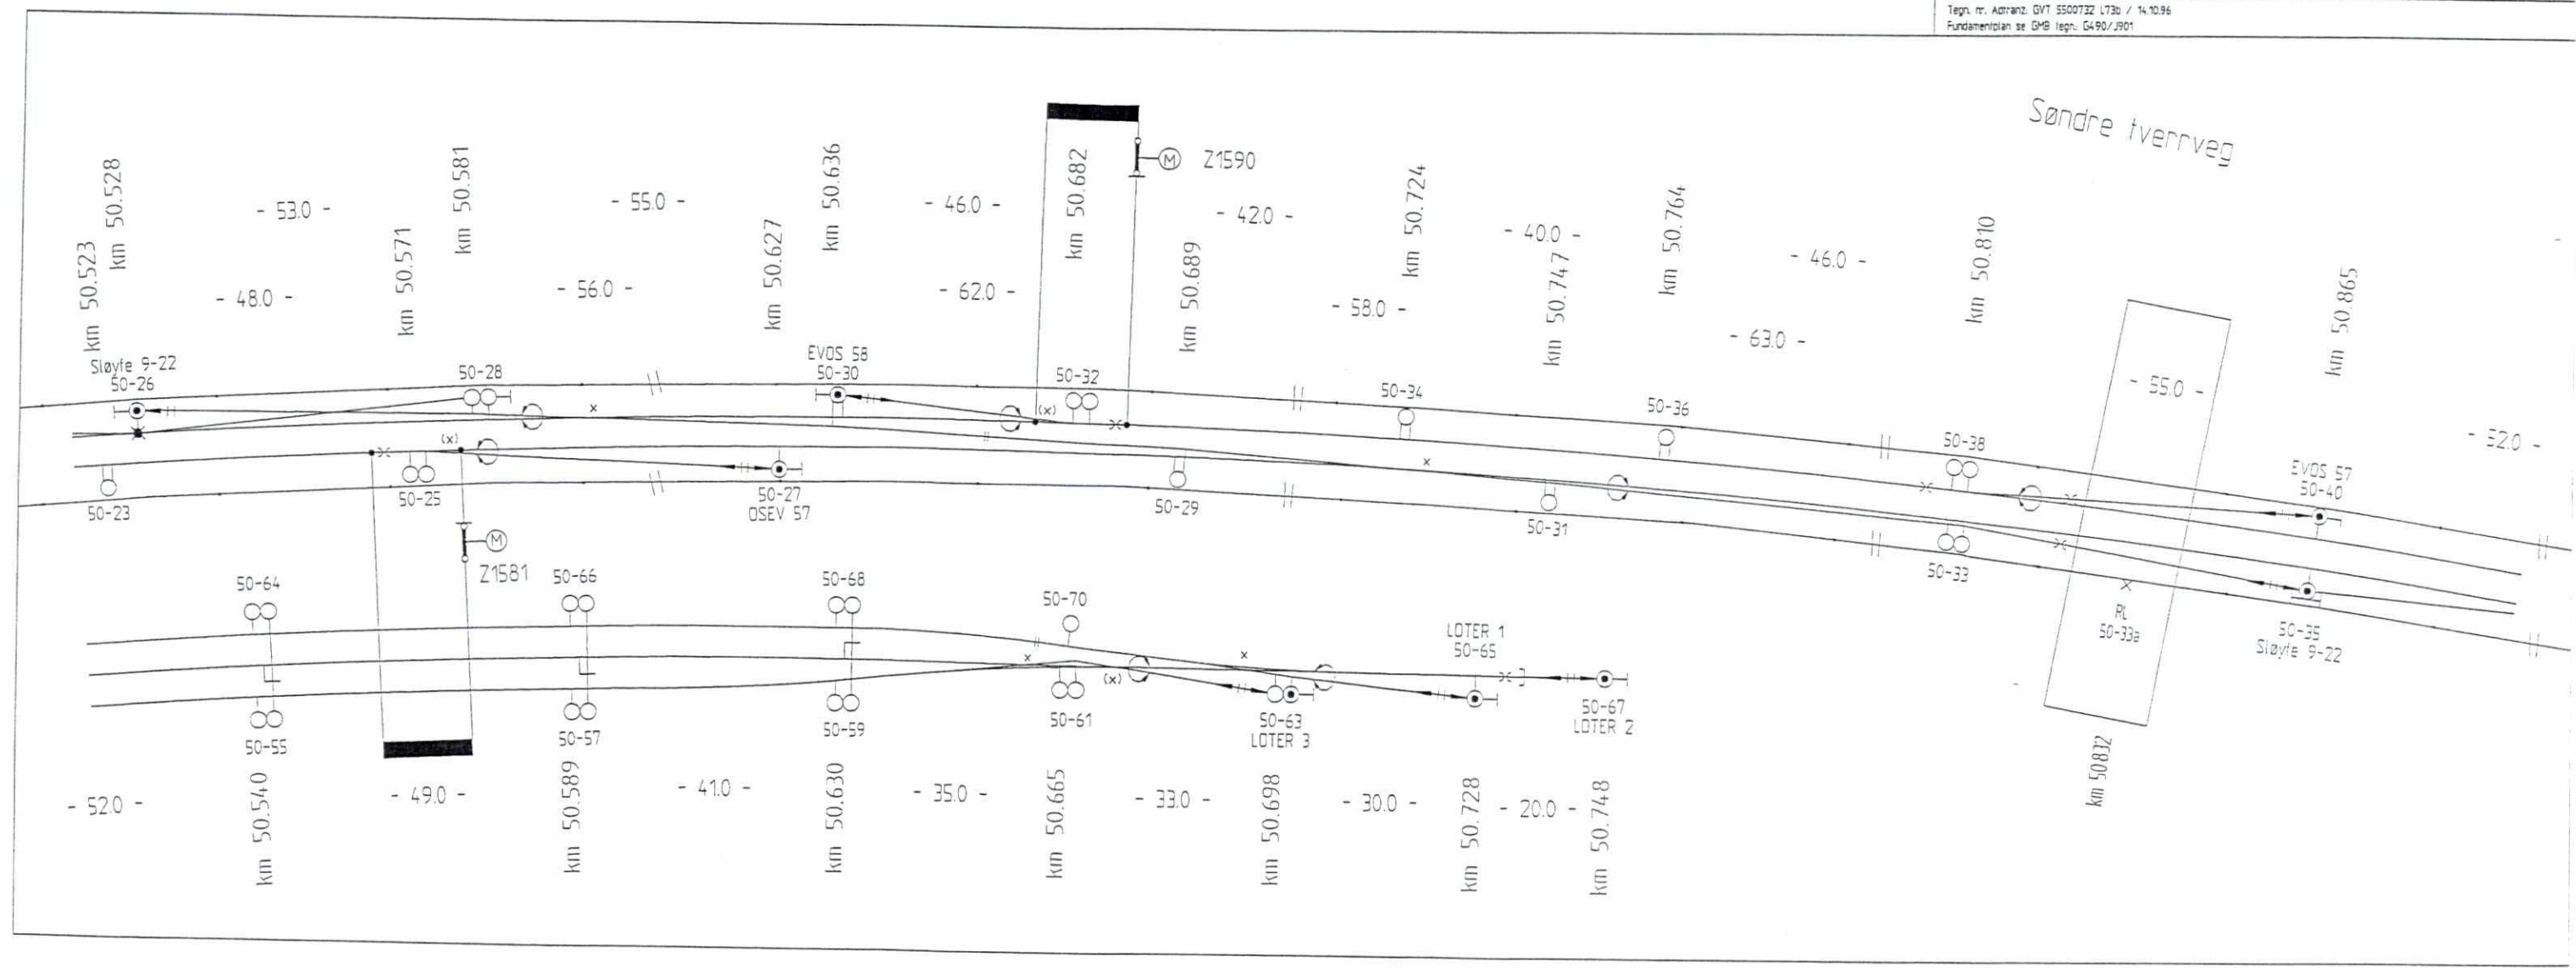 Tegn. nr. Adtranz: GVT 5500732 L73b / 14.10.96
Fundamentplan se GMB tegn.: G490/J901
Søndre tverrveg
km 50.523
km 50.528
- 53.0 -
km 50.581
- 55.0 -
km 50.636
- 46.0 -
km 50.682
M Z1590
- 42.0 -
km 50.724
- 40.0 -
km 50.764
- 46.0 -
km 50.810
- 55.0 -
km 50.865
- 52.0 -
- 48.0 -
km 50.571
- 56.0 -
km 50.627
- 62.0 -
km 50.689
- 58.0 -
km 50.747
- 63.0 -
Sløyfe 9-22
50-26
50-28
EVOS 58
50-30
50-32
50-34
50-36
50-38
EVOS 57
50-40
x
(x)
(x)
x
50-23
50-25
50-27
OSEV 57
50-29
50-31
50-33
RL
50-33a
50-35
Sløyfe 9-22
M
Z1581
50-64
50-66
50-68
50-70
LOTER 1
50-65
x
x
(x)
50-55
50-57
50-59
50-61
50-63
LOTER 3
50-67
LOTER 2
km 50832
- 52.0 -
km 50.540
- 49.0 -
km 50.589
- 41.0 -
km 50.630
- 35.0 -
km 50.665
- 33.0 -
km 50.698
- 30.0 -
km 50.728
- 20.0 -
km 50.748